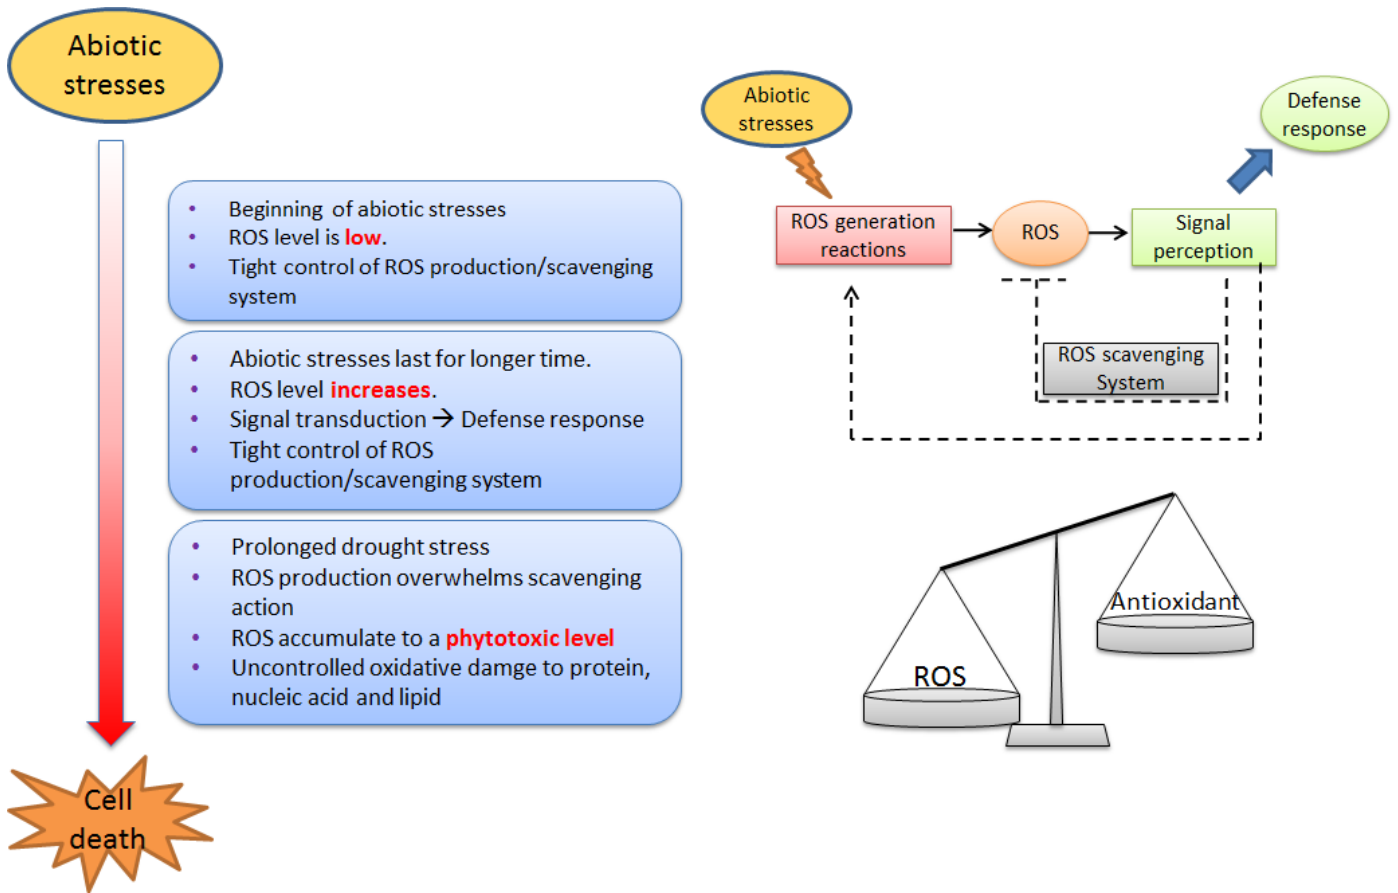 Abiotic
stresses
• Beginning of abiotic stresses
• ROS level is low.
• Tight control of ROS production/scavenging
system
• Abiotic stresses last for longer time.
• ROS level increases.
• Signal transduction → Defense response
• Tight control of ROS
production/scavenging system
• Prolonged drought stress
• ROS production overwhelms scavenging
action
• ROS accumulate to a phytotoxic level
• Uncontrolled oxidative damge to protein,
nucleic acid and lipid
Cell
death
Abiotic
stresses
Defense
response
ROS generation
reactions
ROS
Signal
perception
ROS scavenging
System
Antioxidant
ROS